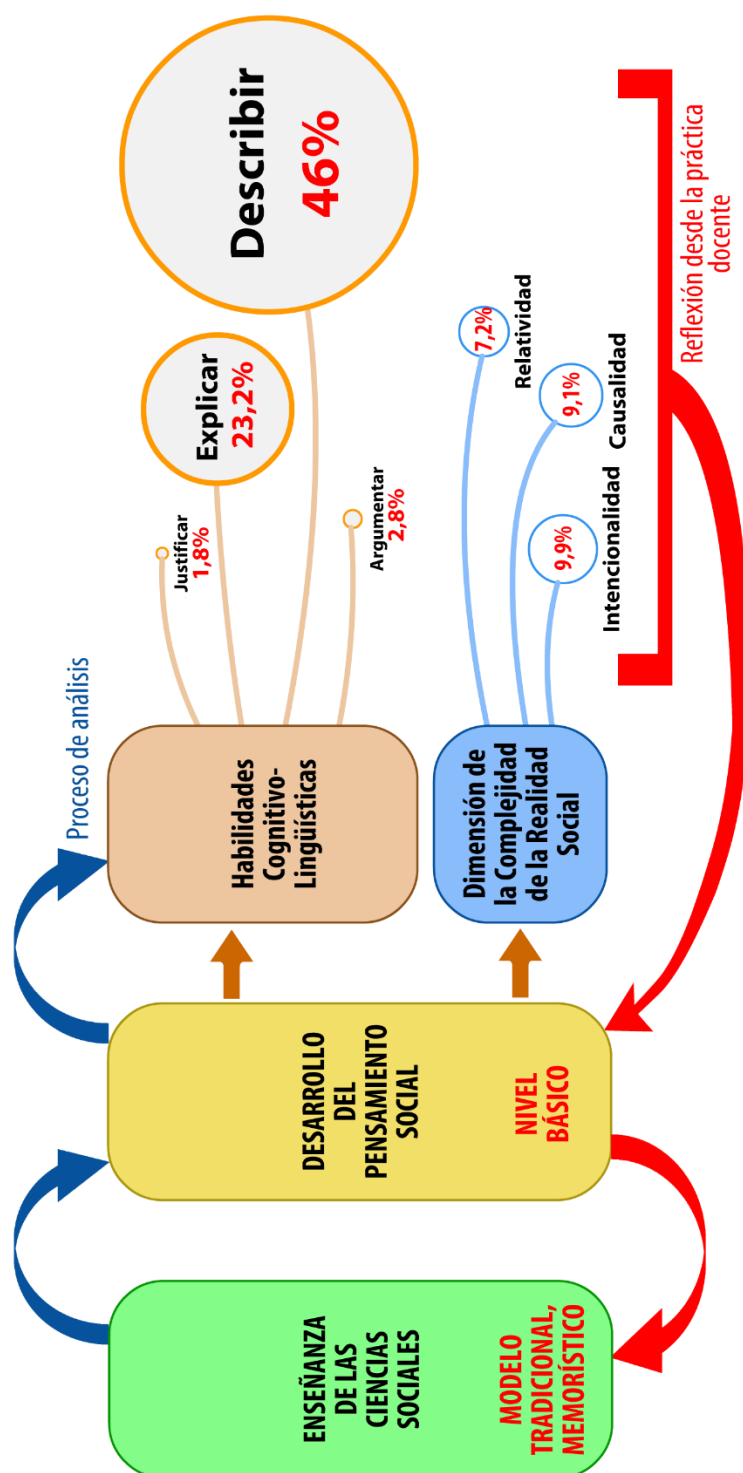 ENSEÑANZA
DE LAS
CIENCIAS
SOCIALES
MODELO
TRADICIONAL,
MEMORÍSTICO
DESARROLLO
DEL
PENSAMIENTO
SOCIAL
NIVEL
BÁSICO
Proceso de análisis
Habilidades
Cognitivo-
Lingüísticas
Justificar
1,8%
Explicar
23,2%
Describir
46%
Argumentar
2,8%
Dimensión de
la Complejidad
de la Realidad
Social
7,2%
Relatividad
9,1%
Causalidad
9,9%
Intencionalidad
Reflexión desde la práctica
docente